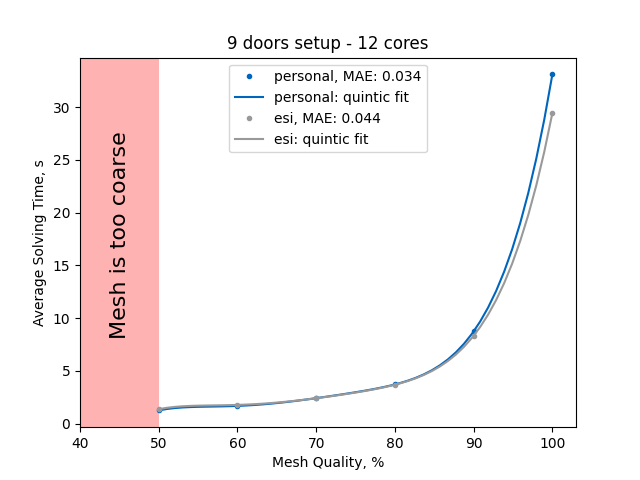 9 doors setup - 12 cores
personal, MAE: 0.034
personal: quintic fit
esi, MAE: 0.044
esi: quintic fit
Mesh is too coarse
Average Solving Time, s
30
25
20
15
10
5
0
40 50 60 70 80 90 100
Mesh Quality, %